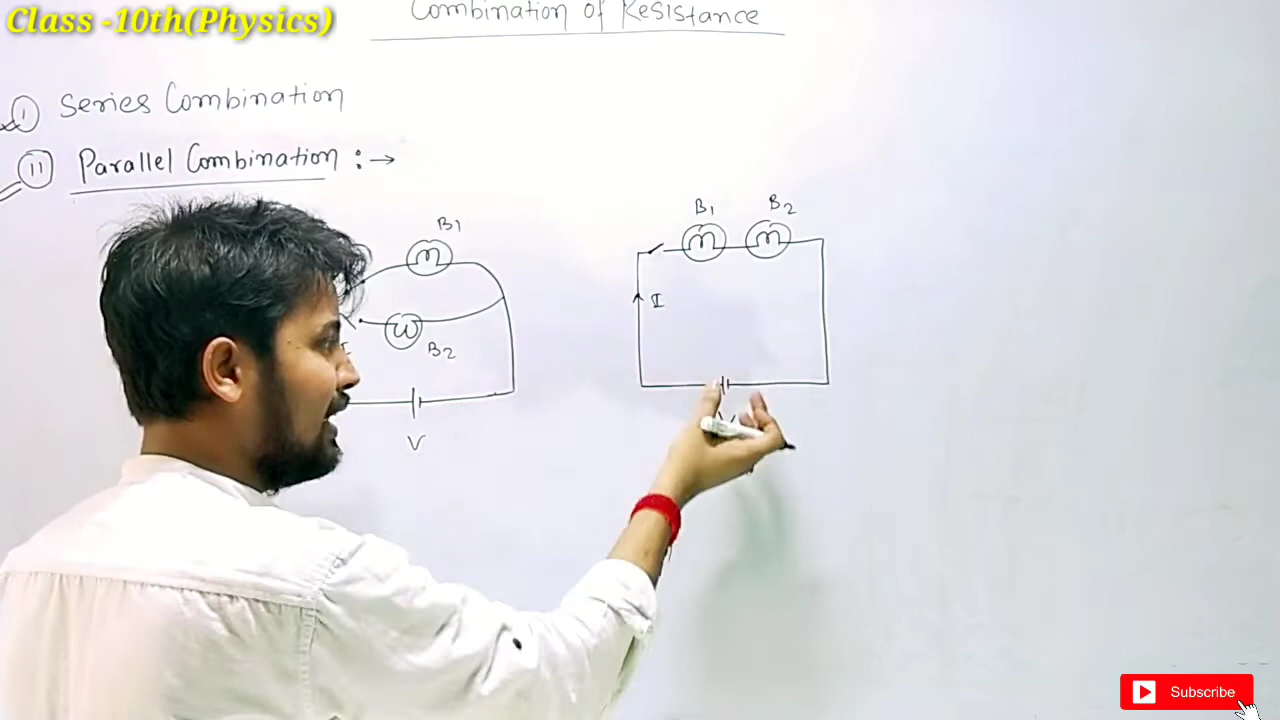 Class -10th(Physics)
Combination of Resistance
I Series Combination
II Parallel Combination :→
B1
B2
V
B1 B2
I
Subscribe